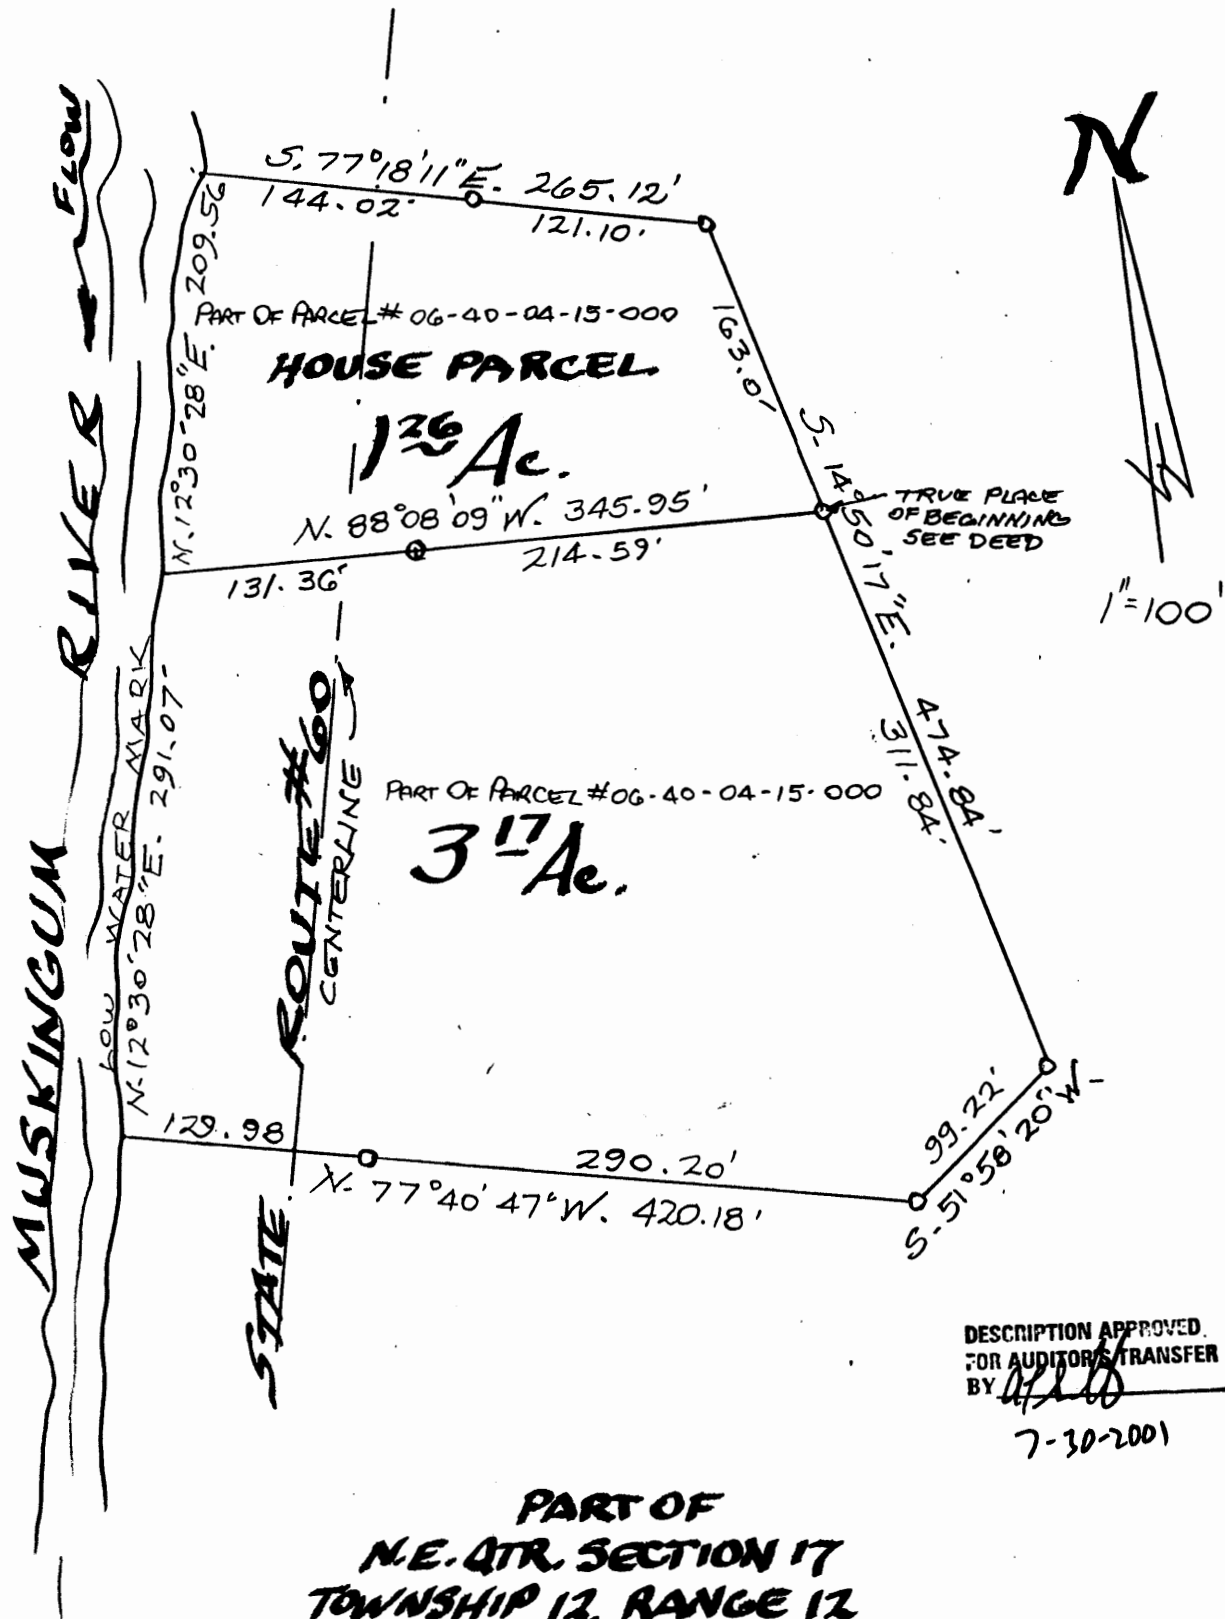 N
FLOW
S. 77°18'11"E. 265.12'
144.02'
121.10'
N. 12°30'28"E. 209.56
PART OF PARCEL # 06-40-04-15-000
HOUSE PARCEL
1 26 Ac.
163.0'
S. 14°50'17"E.
TRUE PLACE
OF BEGINNING
SEE DEED
N. 88°08'09"W. 345.95'
131.36'
214.59'
1"=100'
MUSKINGUM RIVER
LOW WATER MARK
N. 12°30'28"E. 291.07'
STATE ROUTE #60
CENTERLINE
PART OF PARCEL #06-40-04-15-000
3 17 Ac.
474.84'
311.84'
99.22'
S. 51°58'20"W.
129.98
290.20'
N. 77°40'47"W. 420.18'
DESCRIPTION APPROVED
FOR AUDITOR'S TRANSFER
BY
7-30-2001
PART OF
N.E. QTR. SECTION 17
TOWNSHIP 12, RANGE 12